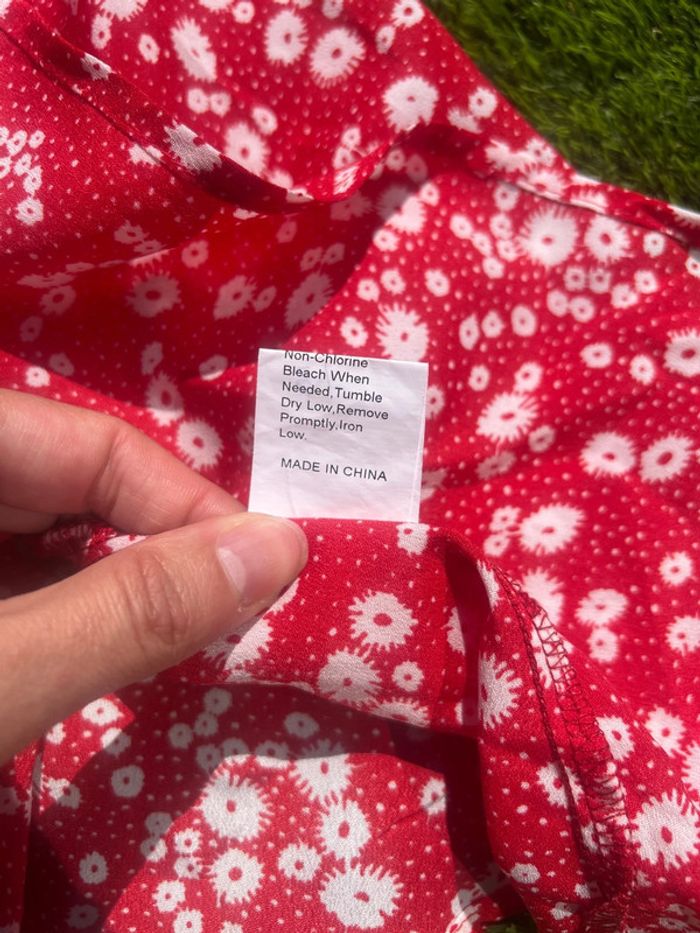 Non-Chlorine
Bleach When
Needed,Tumble
Dry Low,Remove
Promptly,Iron
Low.
MADE IN CHINA